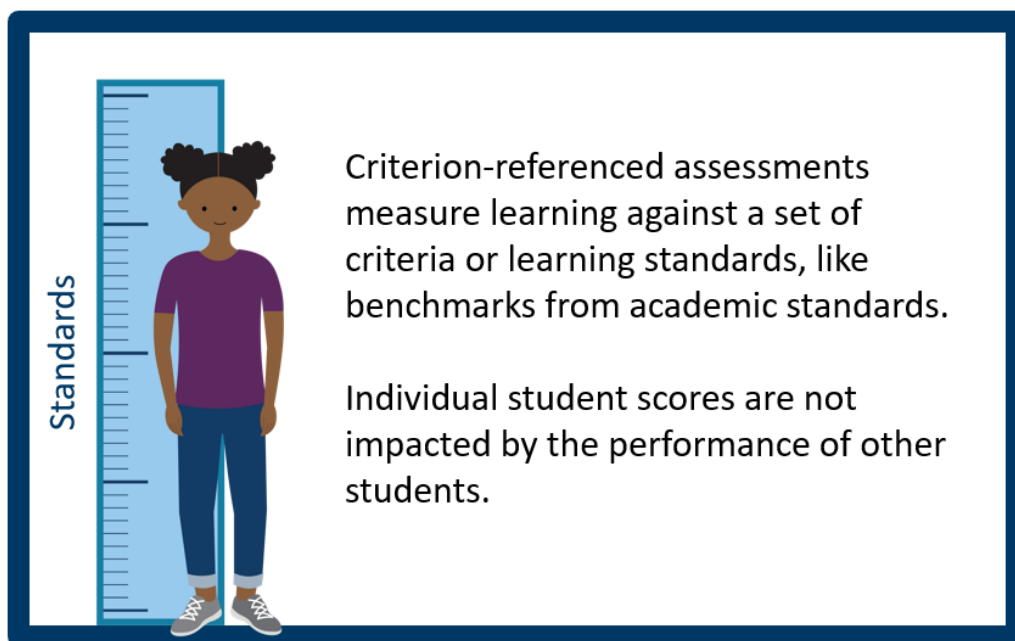 Standards
Criterion-referenced assessments
measure learning against a set of
criteria or learning standards, like
benchmarks from academic standards.
Individual student scores are not
impacted by the performance of other
students.